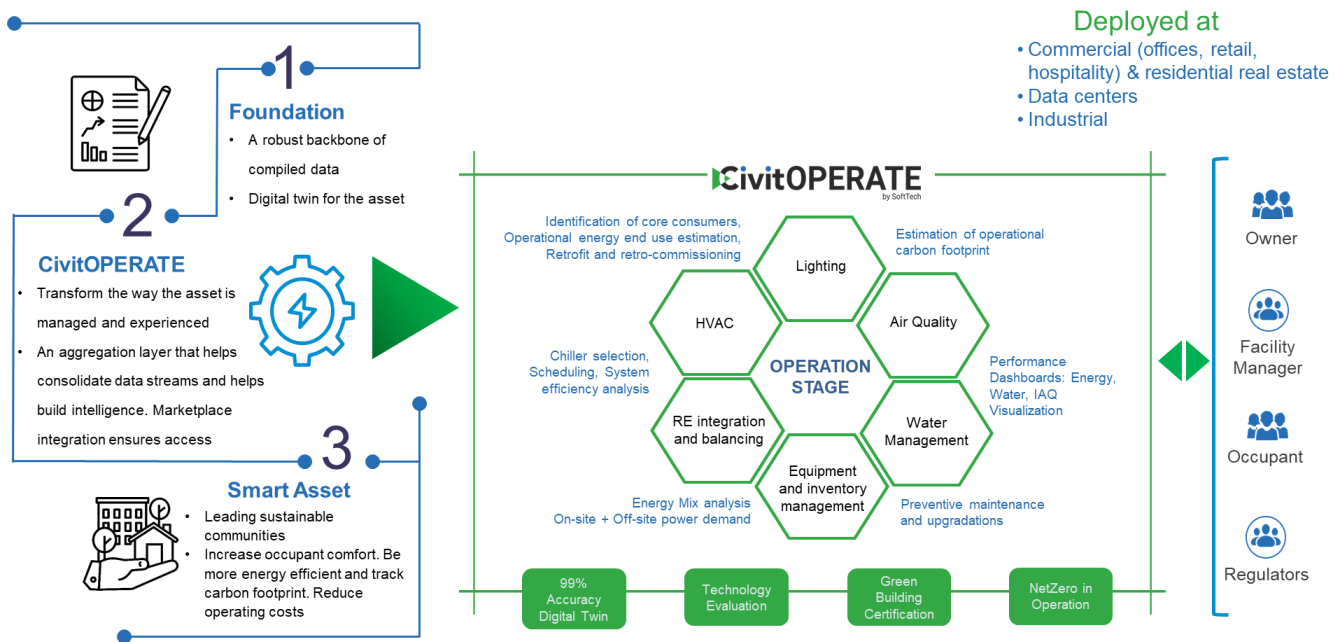 1
Foundation
• A robust backbone of
compiled data
• Digital twin for the asset
2
CivitOPERATE
• Transform the way the asset is
managed and experienced
• An aggregation layer that helps
consolidate data streams and helps
build intelligence. Marketplace
integration ensures access
3
Smart Asset
• Leading sustainable
communities
• Increase occupant comfort. Be
more energy efficient and track
carbon footprint. Reduce
operating costs
Deployed at
• Commercial (offices, retail,
hospitality) & residential real estate
• Data centers
• Industrial
CivitOPERATE
by SoftTech
Identification of core consumers,
Operational energy end use estimation,
Retrofit and retro-commissioning
Lighting
Estimation of operational
carbon footprint
HVAC
Air Quality
Chiller selection,
Scheduling, System
efficiency analysis
OPERATION
STAGE
Performance
Dashboards: Energy,
Water, IAQ
Visualization
RE integration
and balancing
Water
Management
Equipment
and inventory
management
Energy Mix analysis
On-site + Off-site power demand
Preventive maintenance
and upgradations
99%
Accuracy
Digital Twin
Technology
Evaluation
Green
Building
Certification
NetZero in
Operation
Owner
Facility
Manager
Occupant
Regulators